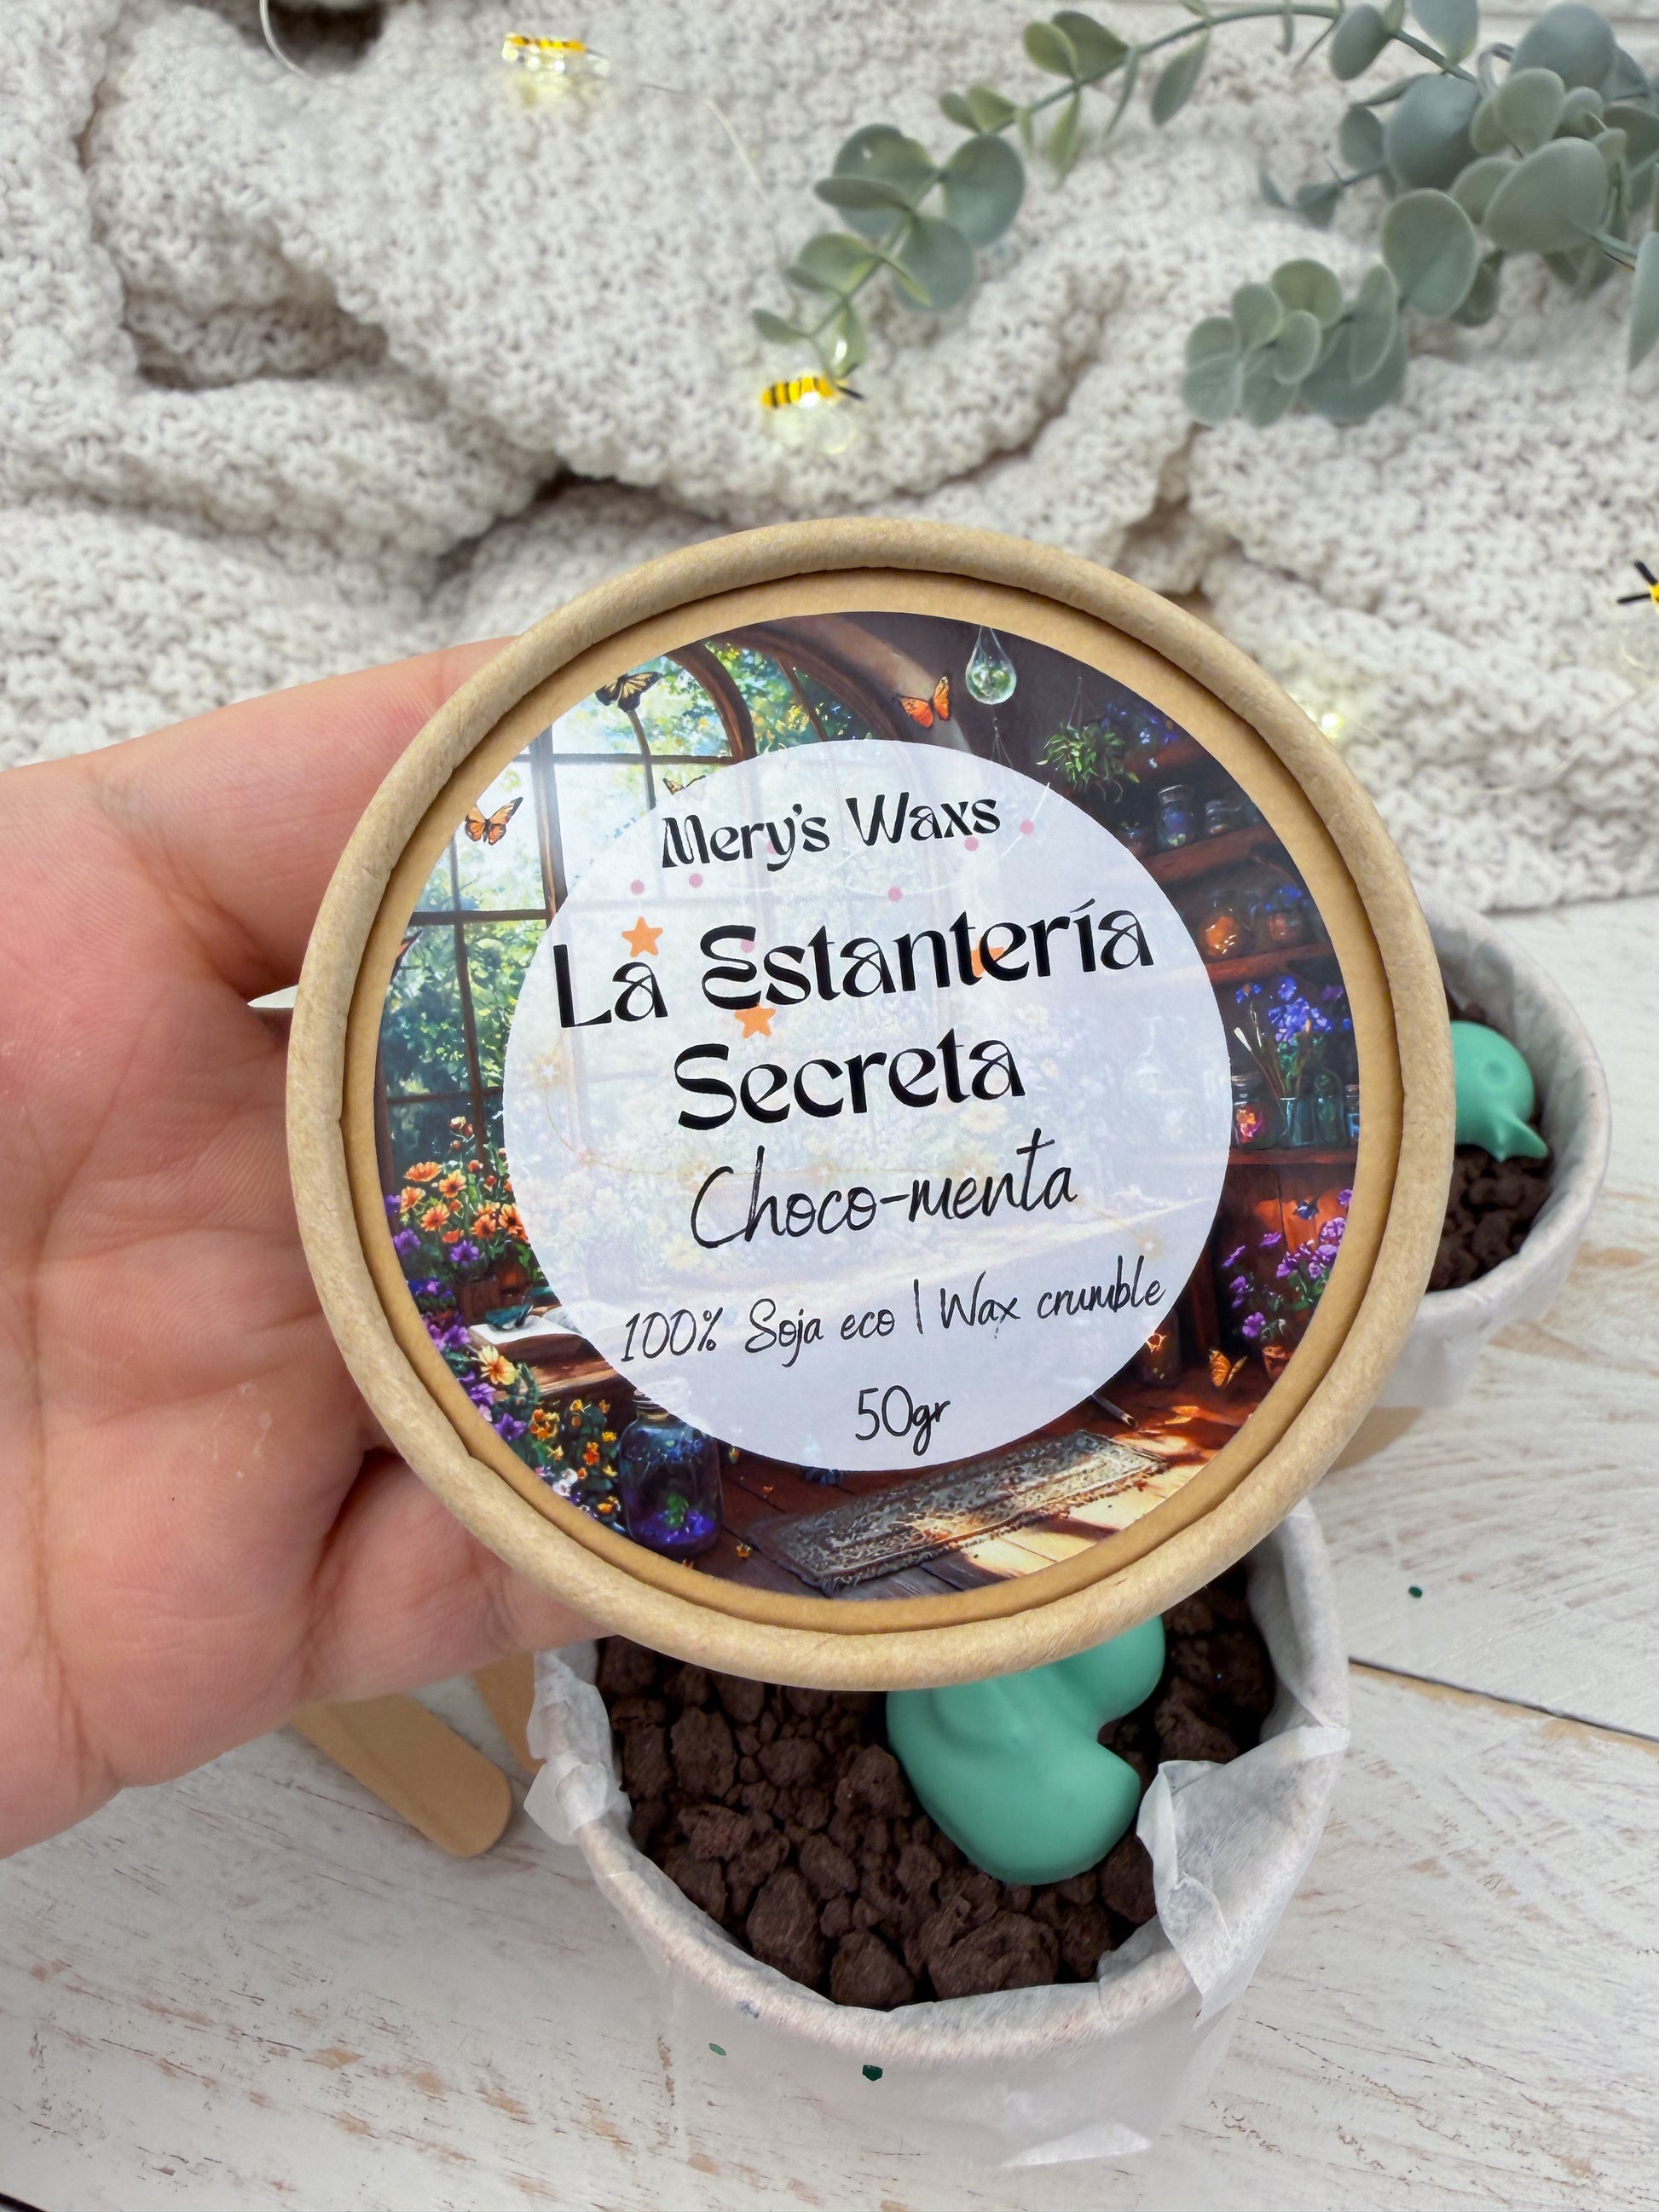 Mery's Waxs
La Estantería
Secreta
Choco-menta
100% Soja eco | Wax crumble
50gr